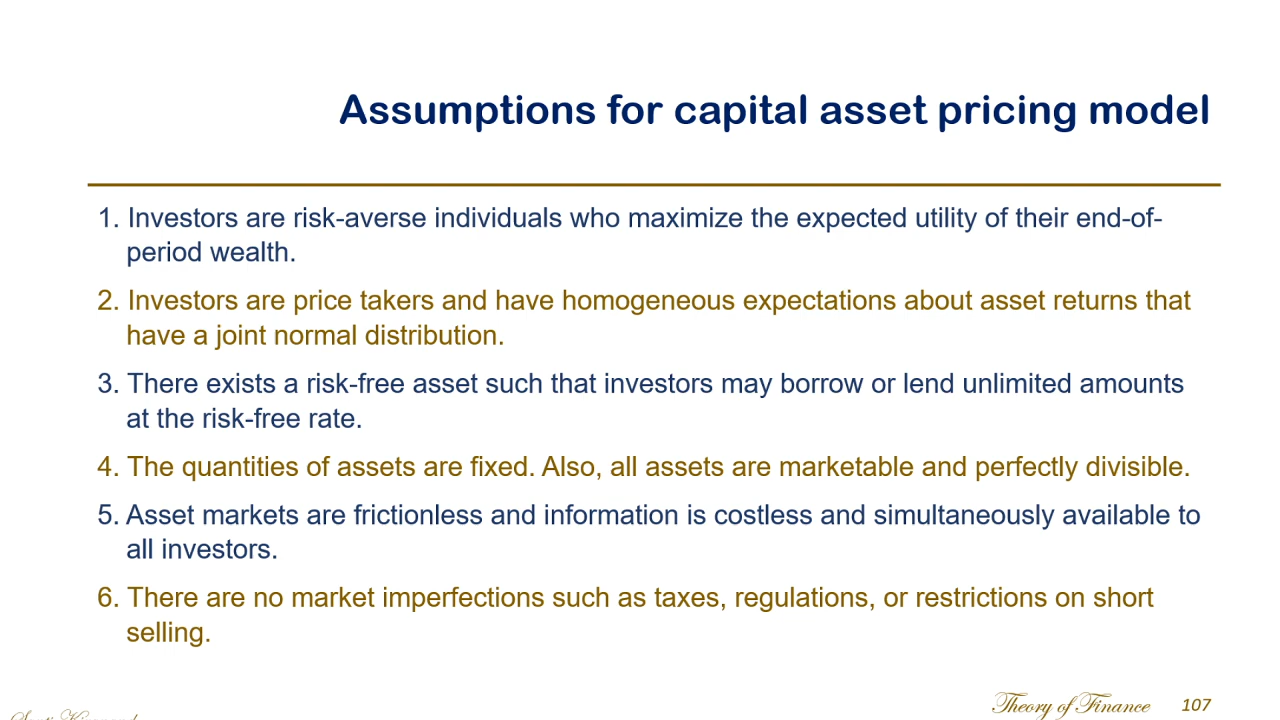 Assumptions for capital asset pricing model
1. Investors are risk-averse individuals who maximize the expected utility of their end-of-
period wealth.
2. Investors are price takers and have homogeneous expectations about asset returns that
have a joint normal distribution.
3. There exists a risk-free asset such that investors may borrow or lend unlimited amounts
at the risk-free rate.
4. The quantities of assets are fixed. Also, all assets are marketable and perfectly divisible.
5. Asset markets are frictionless and information is costless and simultaneously available to
all investors.
6. There are no market imperfections such as taxes, regulations, or restrictions on short
selling.
Theory of Finance 107